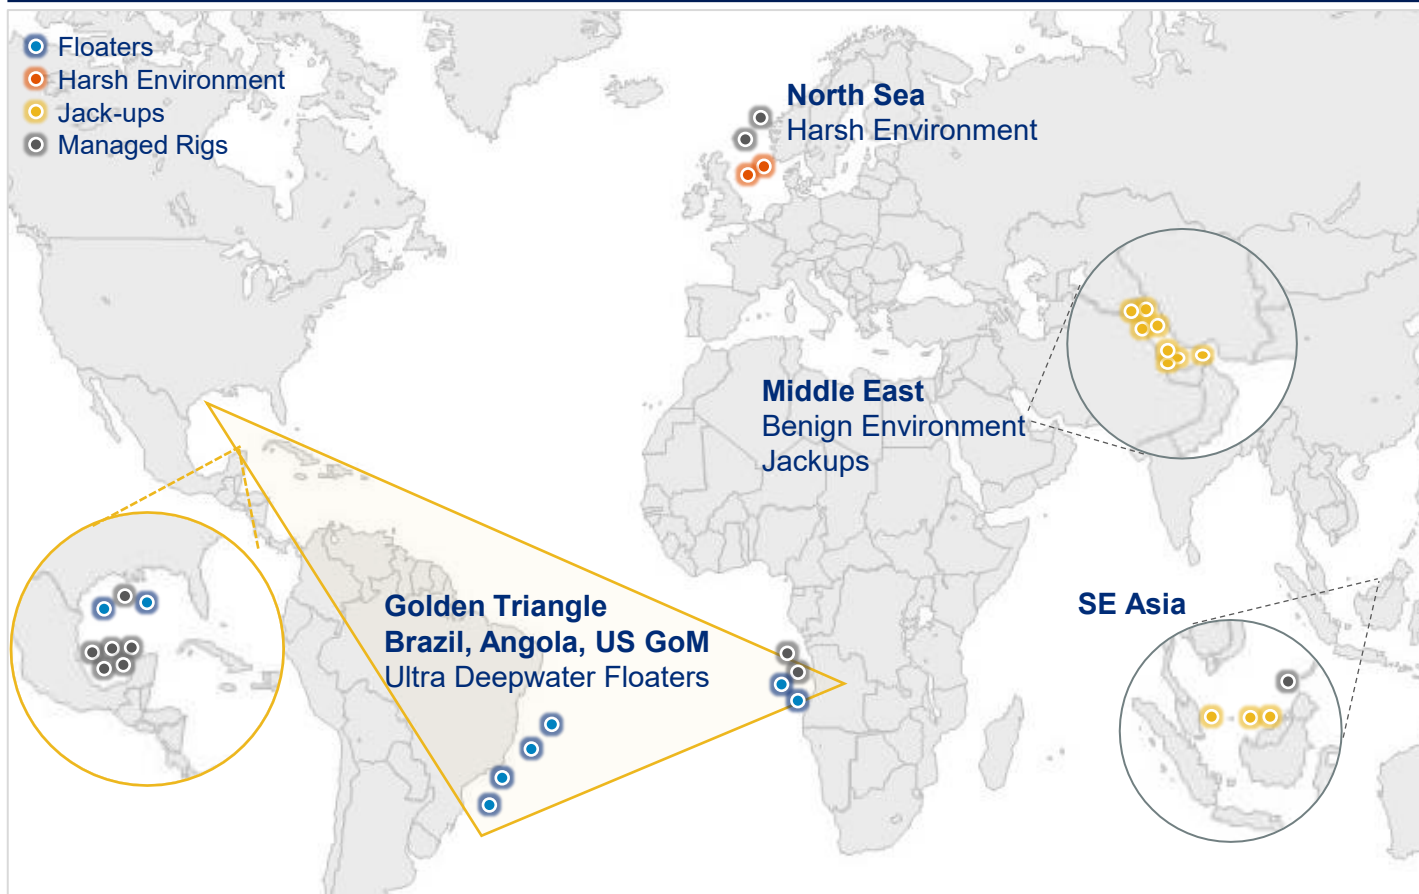 Floaters
Harsh Environment
Jack-ups
Managed Rigs
North Sea
Harsh Environment
Middle East
Benign Environment
Jackups
Golden Triangle
Brazil, Angola, US GoM
Ultra Deepwater Floaters
SE Asia